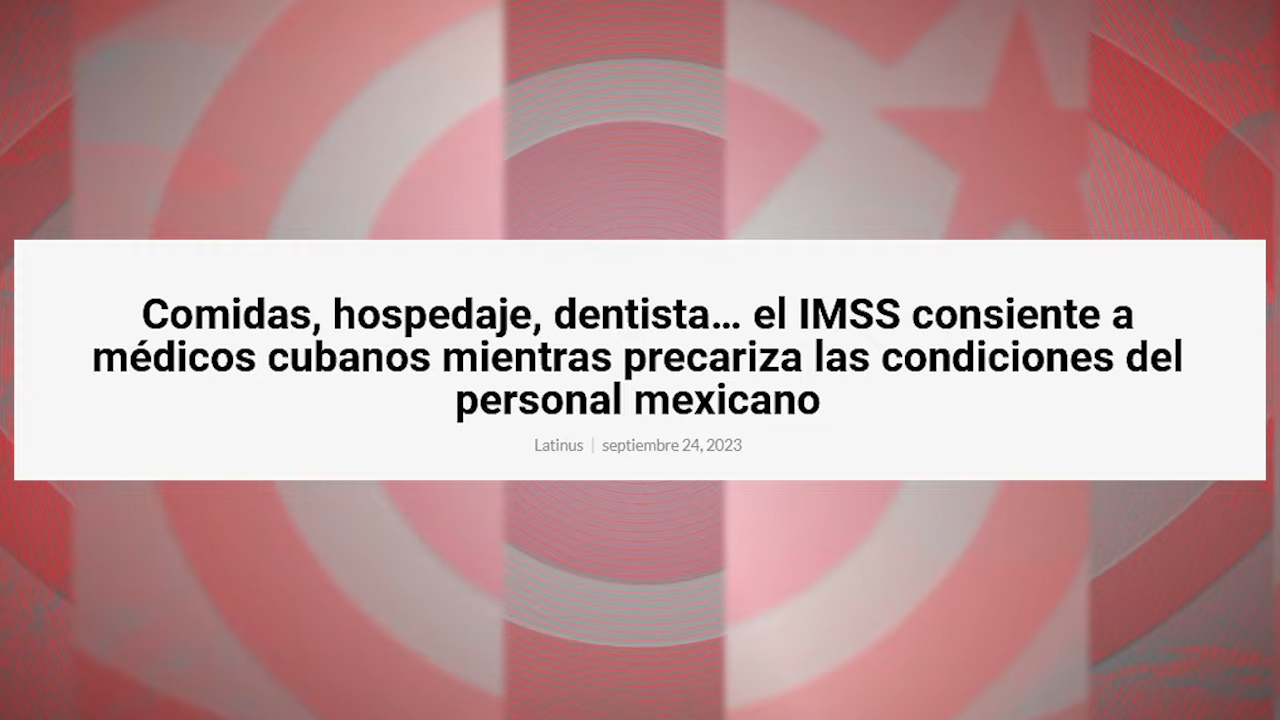 Comidas, hospedaje, dentista... el IMSS consiente a
médicos cubanos mientras precariza las condiciones del
personal mexicano
Latinus | septiembre 24, 2023